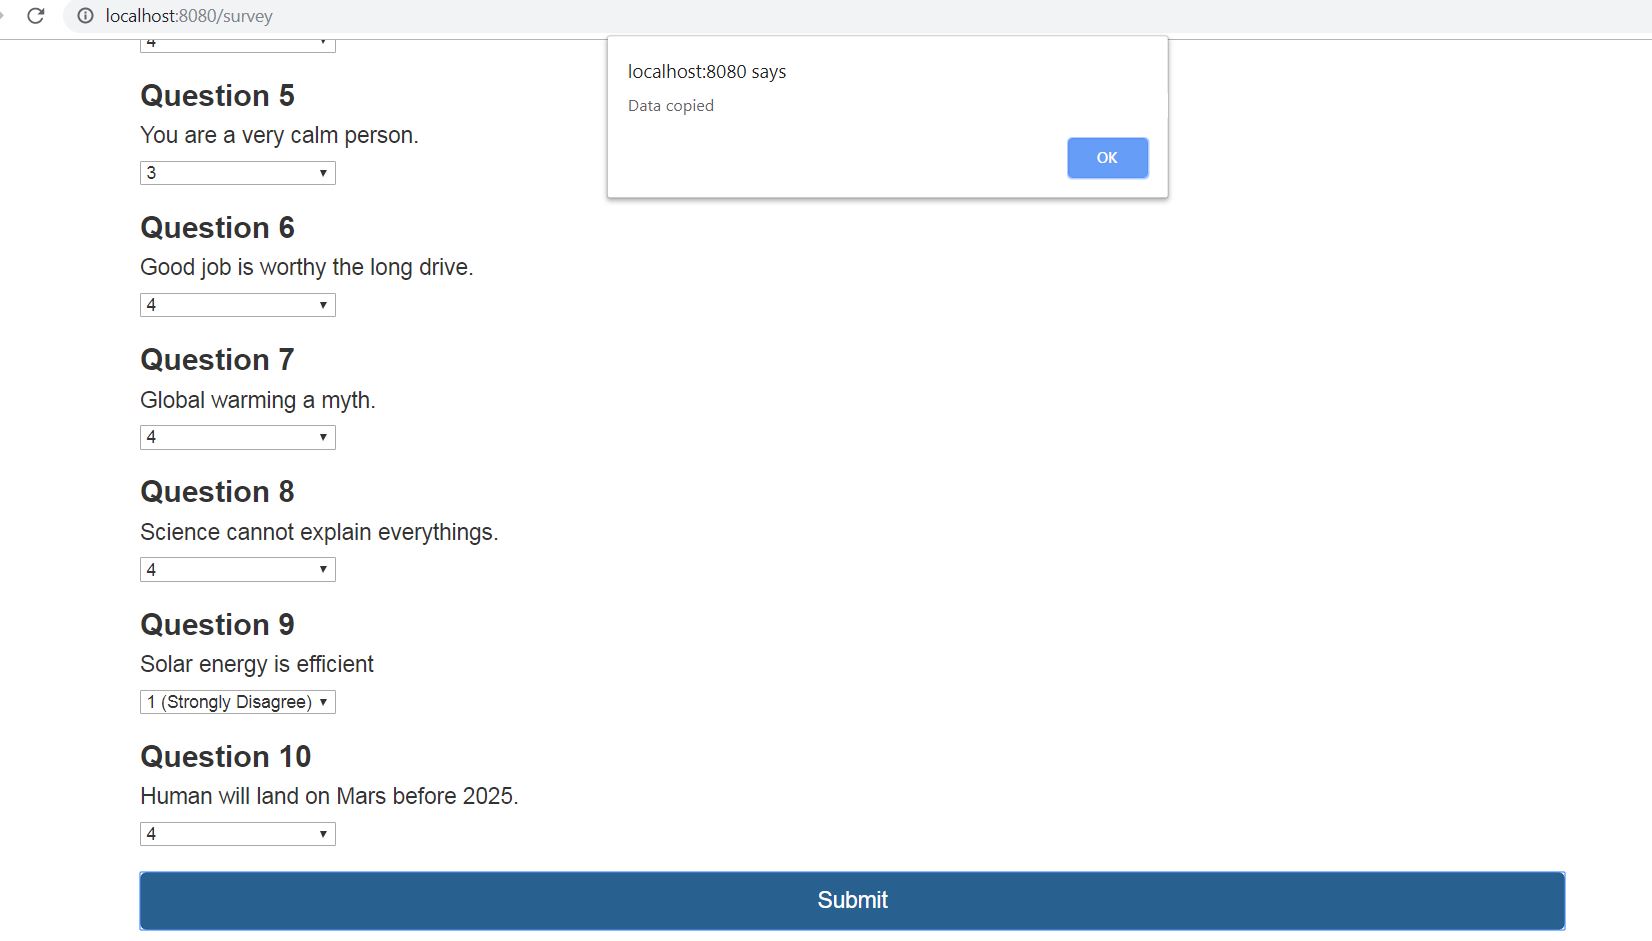 localhost:8080/survey
4
localhost:8080 says
Data copied
OK
Question 5
You are a very calm person.
3
Question 6
Good job is worthy the long drive.
4
Question 7
Global warming a myth.
4
Question 8
Science cannot explain everythings.
4
Question 9
Solar energy is efficient
1 (Strongly Disagree)
Question 10
Human will land on Mars before 2025.
4
Submit